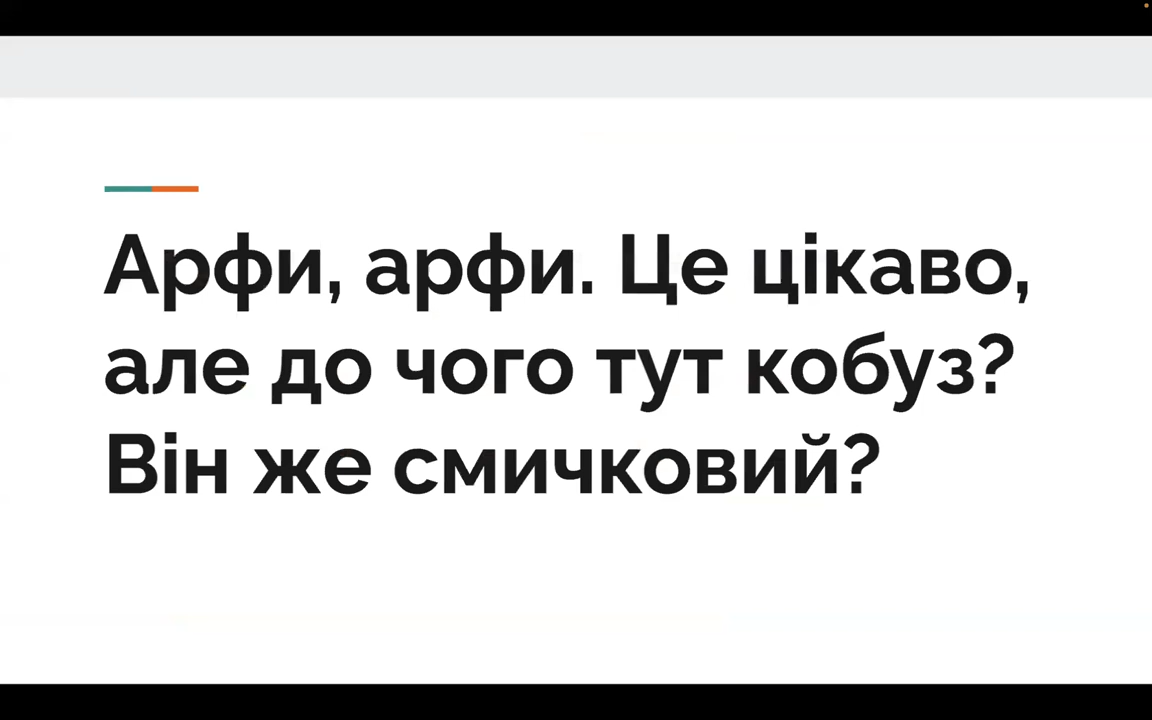 Арфи, арфи. Це цікаво,
але до чого тут кобуз?
Він же смичковий?